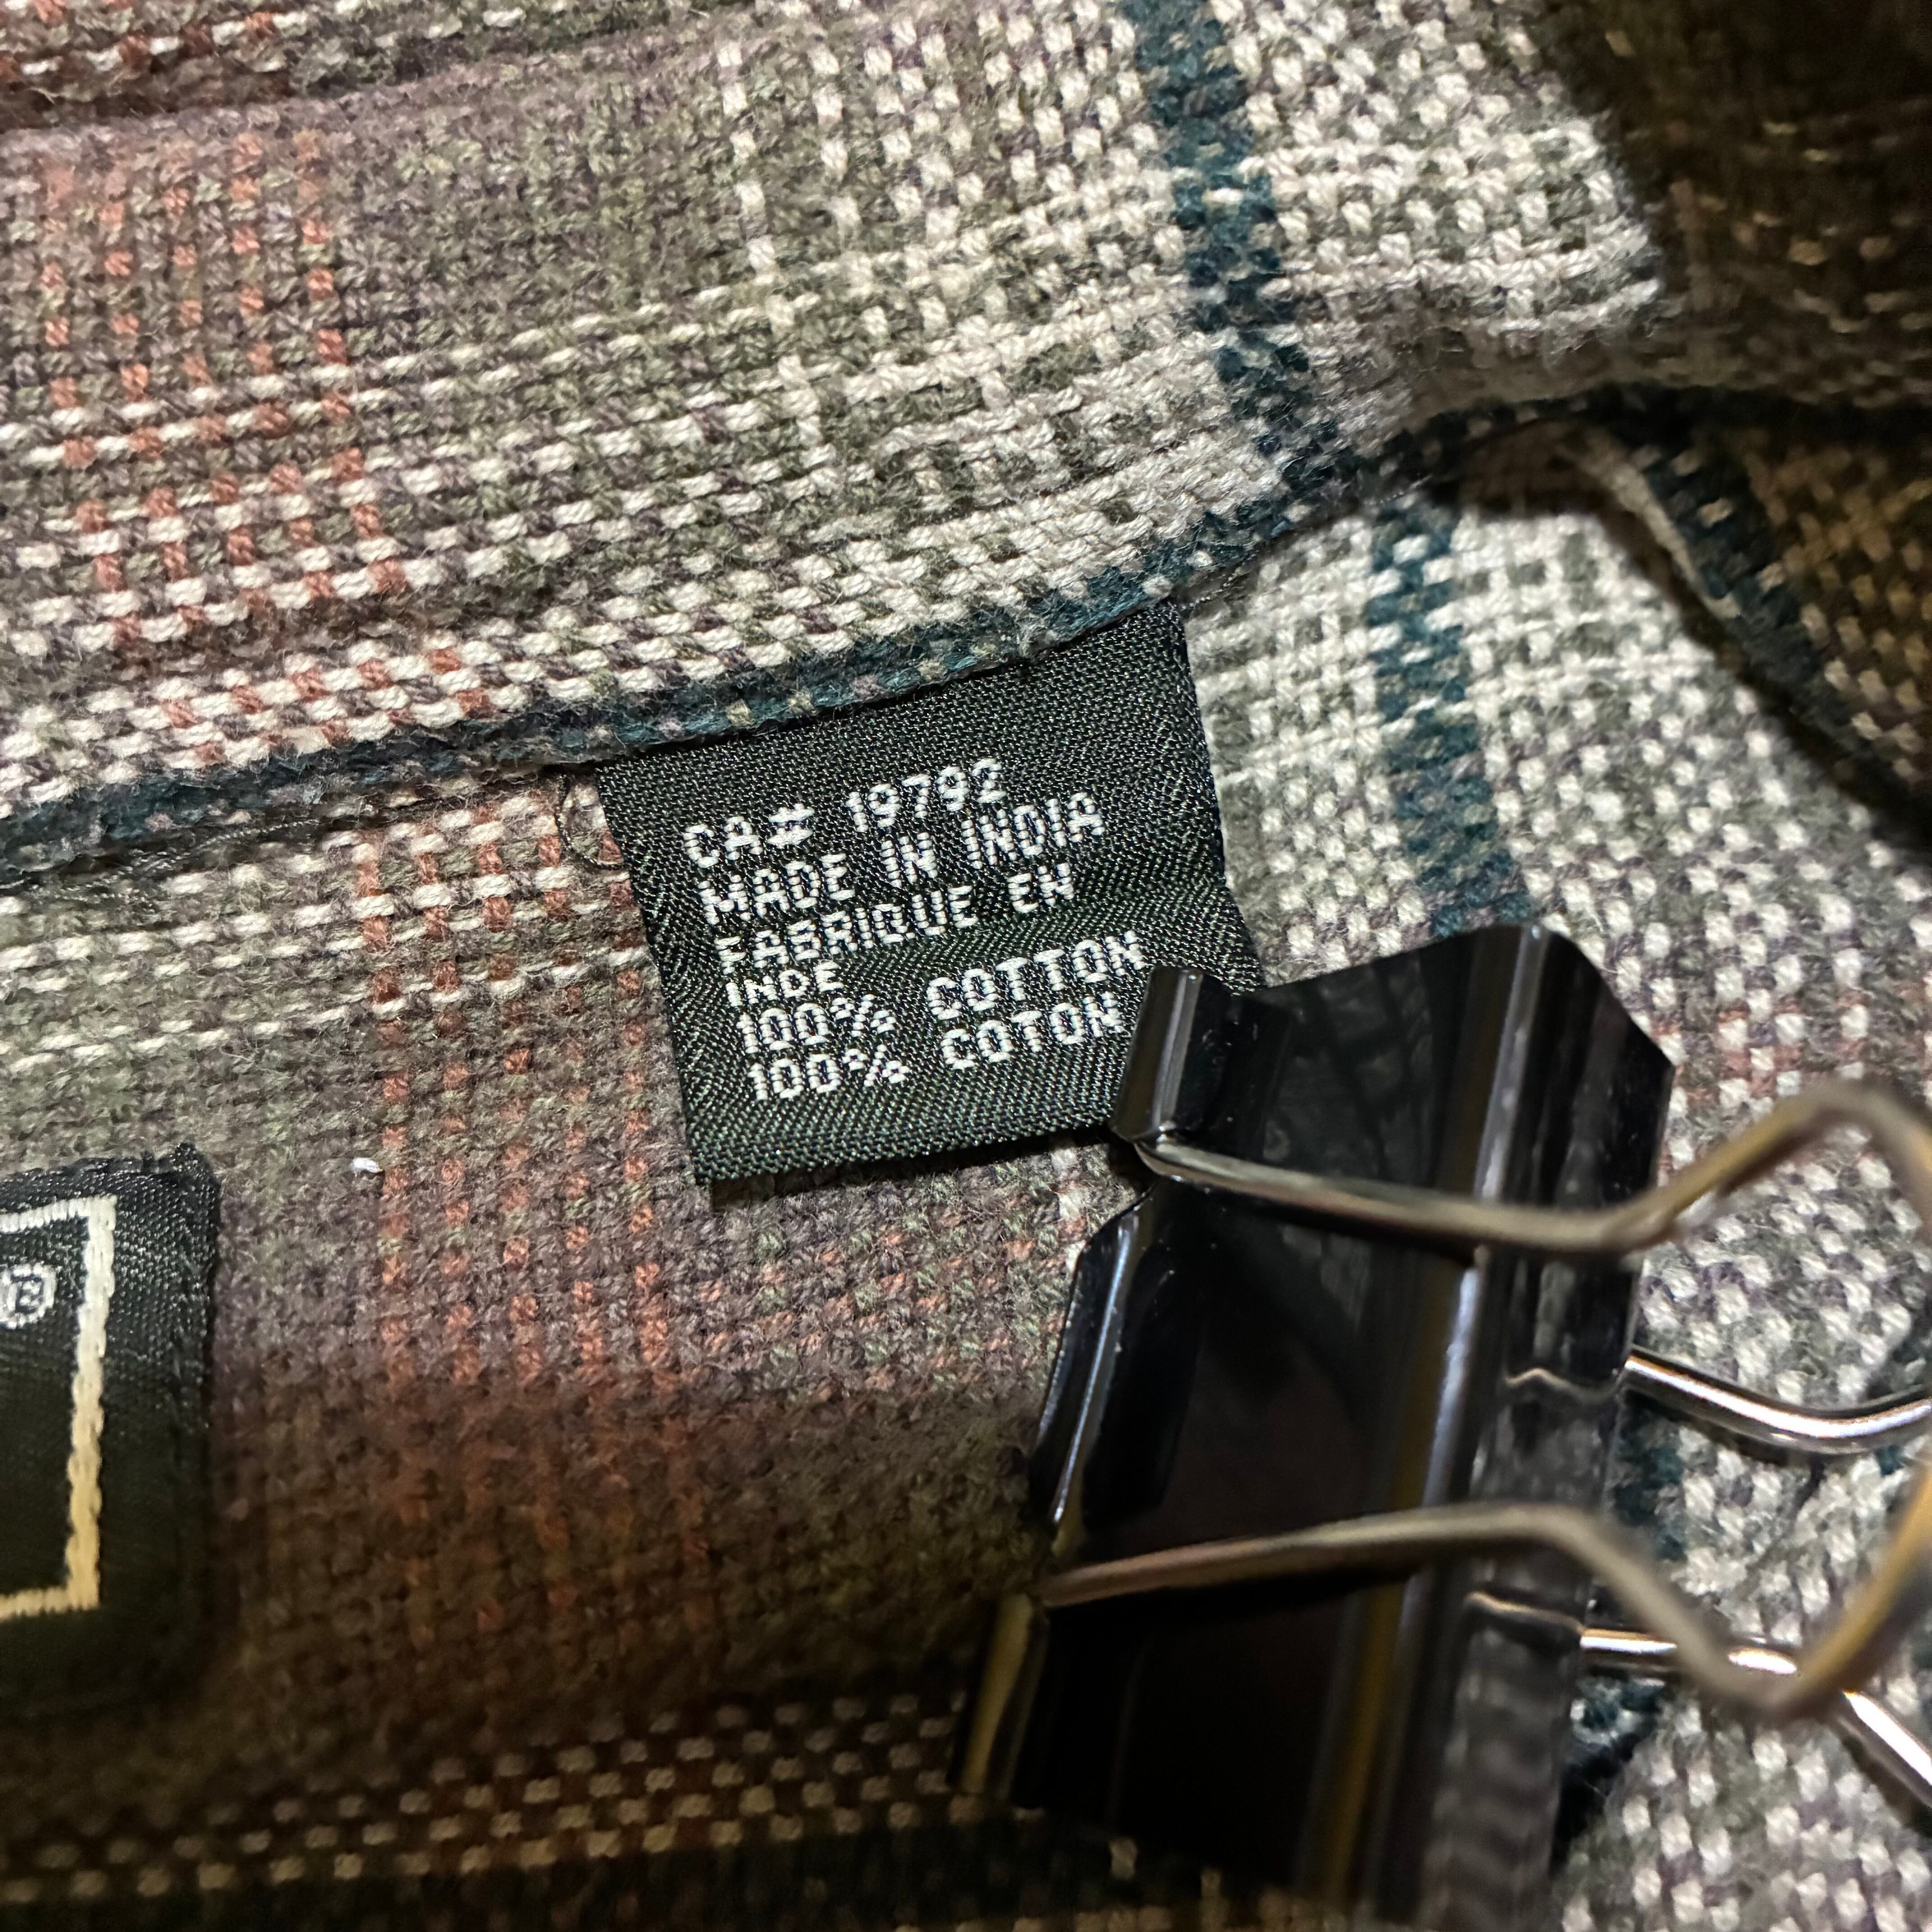 CA# 19792
MADE IN INDIA
FABRIQUE EN
INDE
100% COTTON
100% COTON
®